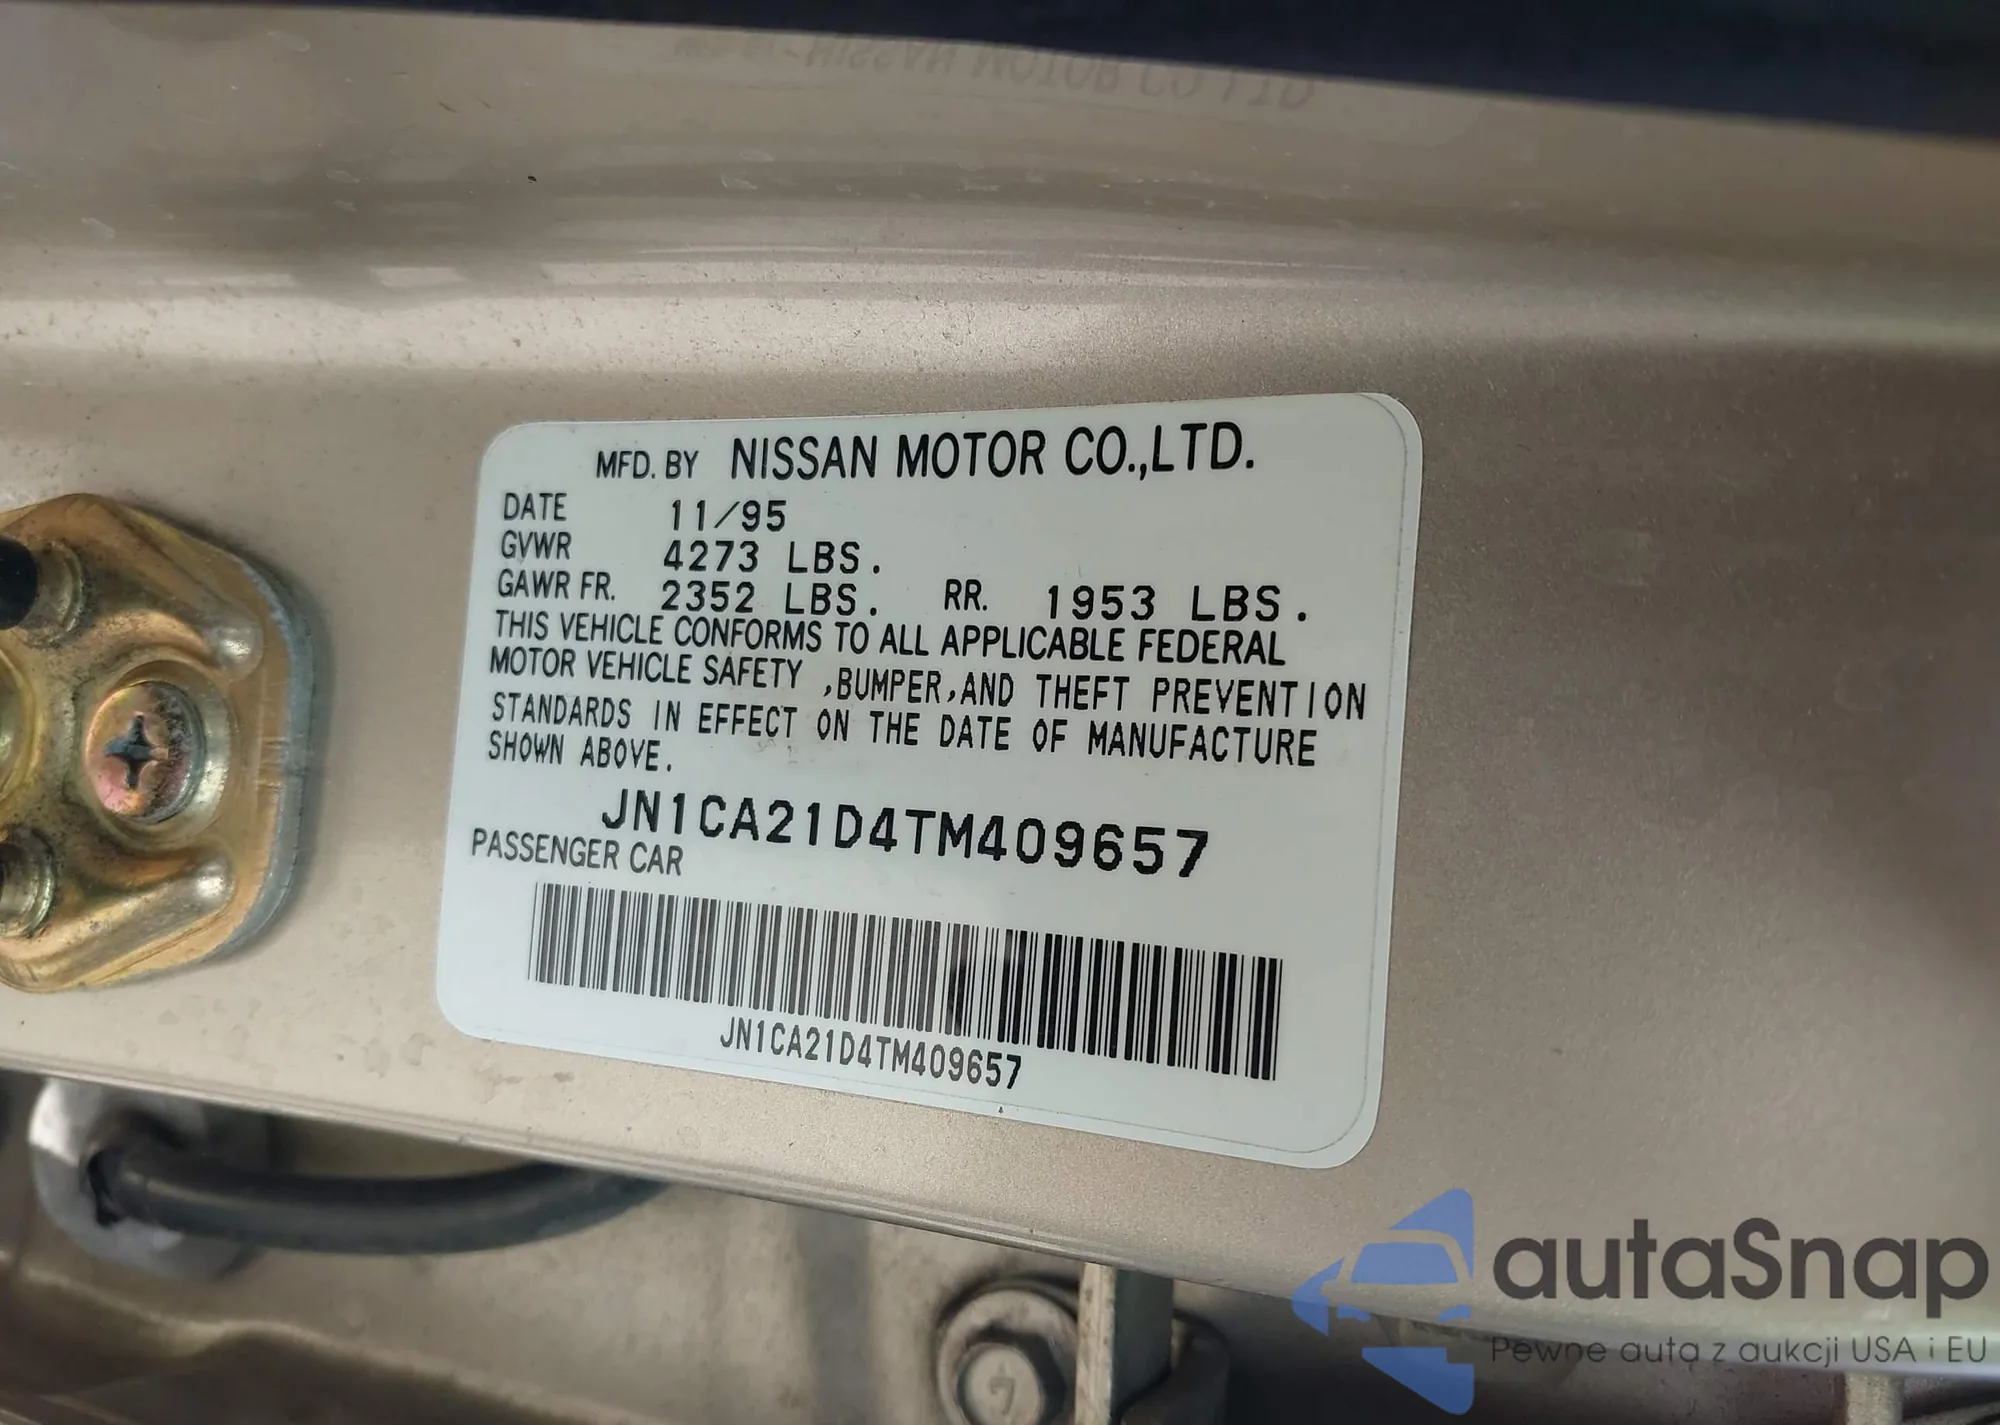 MFD. BY NISSAN MOTOR CO.,LTD.
DATE 11/95
GVWR 4273 LBS.
GAWR FR. 2352 LBS. RR. 1953 LBS.
THIS VEHICLE CONFORMS TO ALL APPLICABLE FEDERAL
MOTOR VEHICLE SAFETY ,BUMPER,AND THEFT PREVENTION
STANDARDS IN EFFECT ON THE DATE OF MANUFACTURE
SHOWN ABOVE.
JN1CA21D4TM409657
PASSENGER CAR
JN1CA21D4TM409657
4
autaSnap
Pewne auta z aukcji USA i EU